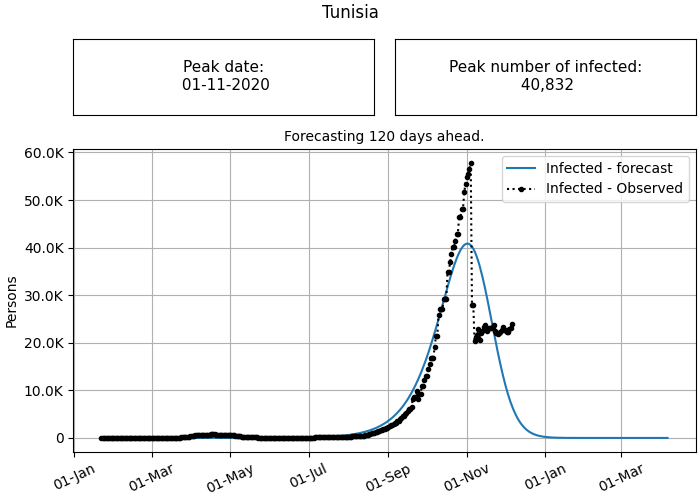 Tunisia
Peak date:
01-11-2020
Peak number of infected:
40,832
Forecasting 120 days ahead.
60.0K
50.0K
40.0K
30.0K
20.0K
10.0K
0
Persons
Infected - forecast
Infected - Observed
01-Jan
01-Mar
01-May
01-Jul
01-Sep
01-Nov
01-Jan
01-Mar